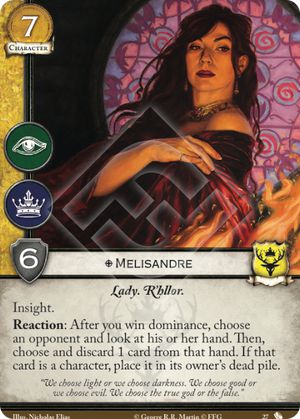 7
CHARACTER
6
MELISANDRE
Lady. R'hllor.
Insight.
Reaction: After you win dominance, choose
an opponent and look at his or her hand. Then,
choose and discard 1 card from that hand. If that
card is a character, place it in its owner's dead pile.
"We choose light or we choose darkness. We choose good or
we choose evil. We choose the true god or the false."
Illus. Nicholas Elias © George R.R. Martin © FFG 27